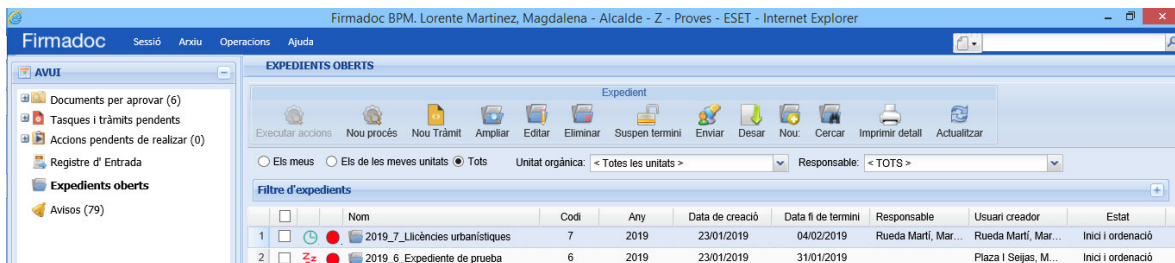 Firmadoc BPM. Lorente Martinez, Magdalena - Alcalde - Z - Proves - ESET - Internet Explorer
Firmadoc Sessió Arxiu Operacions Ajuda
AVUI
Documents per aprovar (6)
Tasques i tràmits pendents
Accions pendents de realizar (0)
Registre d' Entrada
Expedients oberts
Avisos (79)
EXPEDIENTS OBERTS
Expedient
Executar accions Nou procés Nou Tràmit Ampliar Editar Eliminar Suspen termini Enviar Desar Nou: Cercar Imprimir detall Actualitzar
Els meus Els de les meves unitats Tots Unitat orgànica: < Totes les unitats > Responsable: < TOTS >
Filtre d'expedients
Nom Codi Any Data de creació Data fi de termini Responsable Usuari creador Estat
1 2019_7_Llicències urbanístiques 7 2019 23/01/2019 04/02/2019 Rueda Martí, Mar... Rueda Martí, Mar... Inici i ordenació
2 2019_6_Expediente de prueba 6 2019 23/01/2019 31/01/2019 Plaza I Seijas, M... Inici i ordenació